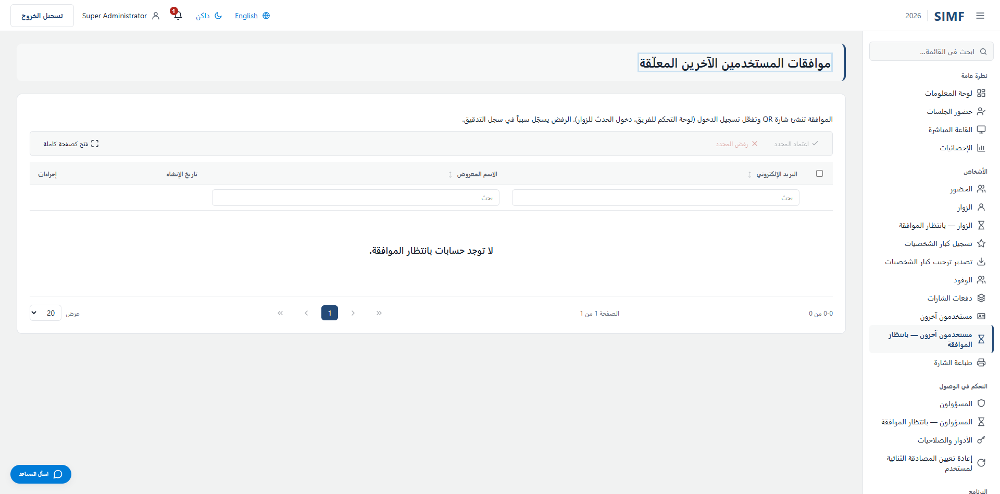 SIMF
2026
English
داكن
1
Super Administrator
تسجيل الخروج
ابحث في القائمة...
نظرة عامة
لوحة المعلومات
حضور الجلسات
القاعة المباشرة
الإحصائيات
الأشخاص
الحضور
الزوار
الزوار — بانتظار الموافقة
تسجيل كبار الشخصيات
تصدير ترحيب كبار الشخصيات
الوفود
دفعات الشارات
مستخدمون آخرون
مستخدمون آخرون — بانتظار
الموافقة
طباعة الشارة
التحكم في الوصول
المسؤولون
المسؤولون — بانتظار الموافقة
الأدوار والصلاحيات
إعادة تعيين المصادقة الثنائية
لمستخدم
البرنامج
موافقات المستخدمين الآخرين المعلّقة
الموافقة تنشئ شارة QR وتفعّل تسجيل الدخول (لوحة التحكم للفريق، دخول الحدث للزوار). الرفض يسجّل سبباً في سجل التدقيق.
اعتماد المحدد
رفض المحدد
فتح كصفحة كاملة
البريد الإلكتروني
الاسم المعروض
تاريخ الإنشاء
إجراءات
بحث
بحث
لا توجد حسابات بانتظار الموافقة.
0-0 من 0
الصفحة 1 من 1
« ‹ 1 › »
عرض
20
اسأل المساعد